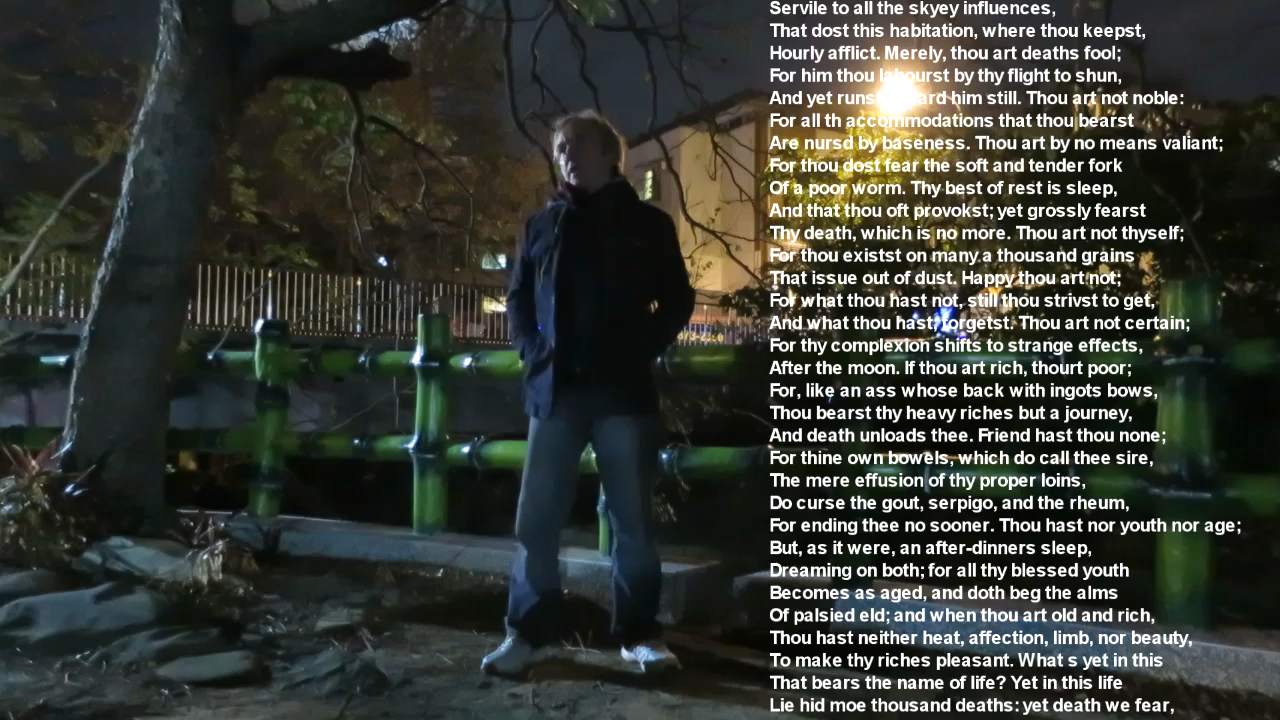 Servile to all the skyey influences,
That dost this habitation, where thou keepst,
Hourly afflict. Merely, thou art deaths fool;
For him thou labourst by thy flight to shun,
And yet runst toward him still. Thou art not noble:
For all th accommodations that thou bearst
Are nursd by baseness. Thou art by no means valiant;
For thou dost fear the soft and tender fork
Of a poor worm. Thy best of rest is sleep,
And that thou oft provokst; yet grossly fearst
Thy death, which is no more. Thou art not thyself;
For thou existst on many a thousand grains
That issue out of dust. Happy thou art not;
For what thou hast not, still thou strivst to get,
And what thou hast, forgetst. Thou art not certain;
For thy complexion shifts to strange effects,
After the moon. If thou art rich, thourt poor;
For, like an ass whose back with ingots bows,
Thou bearst thy heavy riches but a journey,
And death unloads thee. Friend hast thou none;
For thine own bowels, which do call thee sire,
The mere effusion of thy proper loins,
Do curse the gout, serpigo, and the rheum,
For ending thee no sooner. Thou hast nor youth nor age;
But, as it were, an after-dinners sleep,
Dreaming on both; for all thy blessed youth
Becomes as aged, and doth beg the alms
Of palsied eld; and when thou art old and rich,
Thou hast neither heat, affection, limb, nor beauty,
To make thy riches pleasant. What s yet in this
That bears the name of life? Yet in this life
Lie hid moe thousand deaths: yet death we fear,